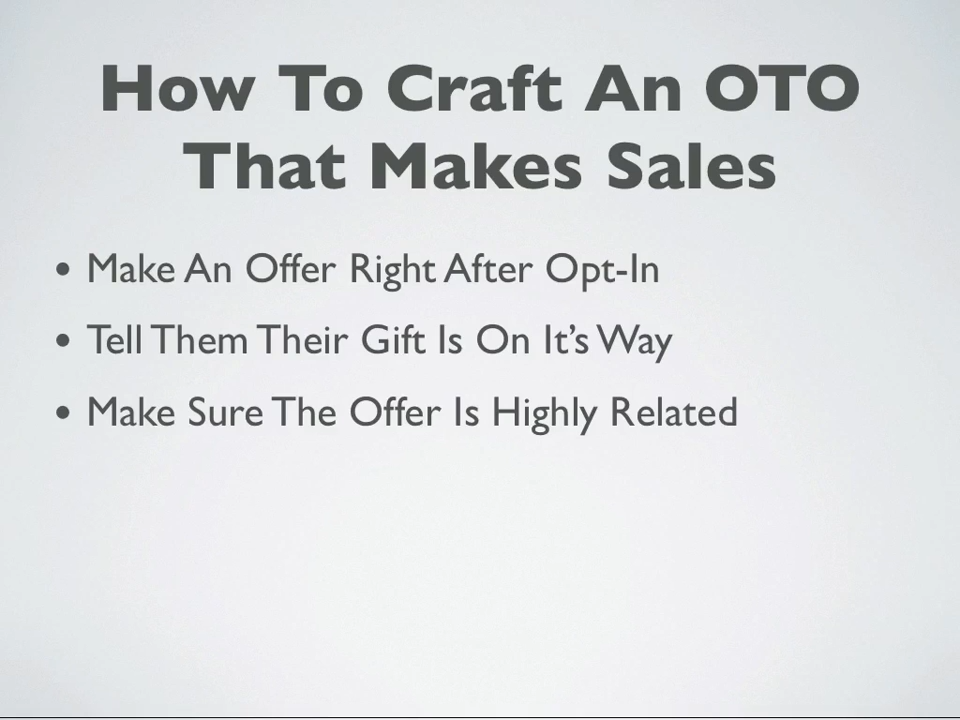 How To Craft An OTO
That Makes Sales
• Make An Offer Right After Opt-In
• Tell Them Their Gift Is On It's Way
• Make Sure The Offer Is Highly Related